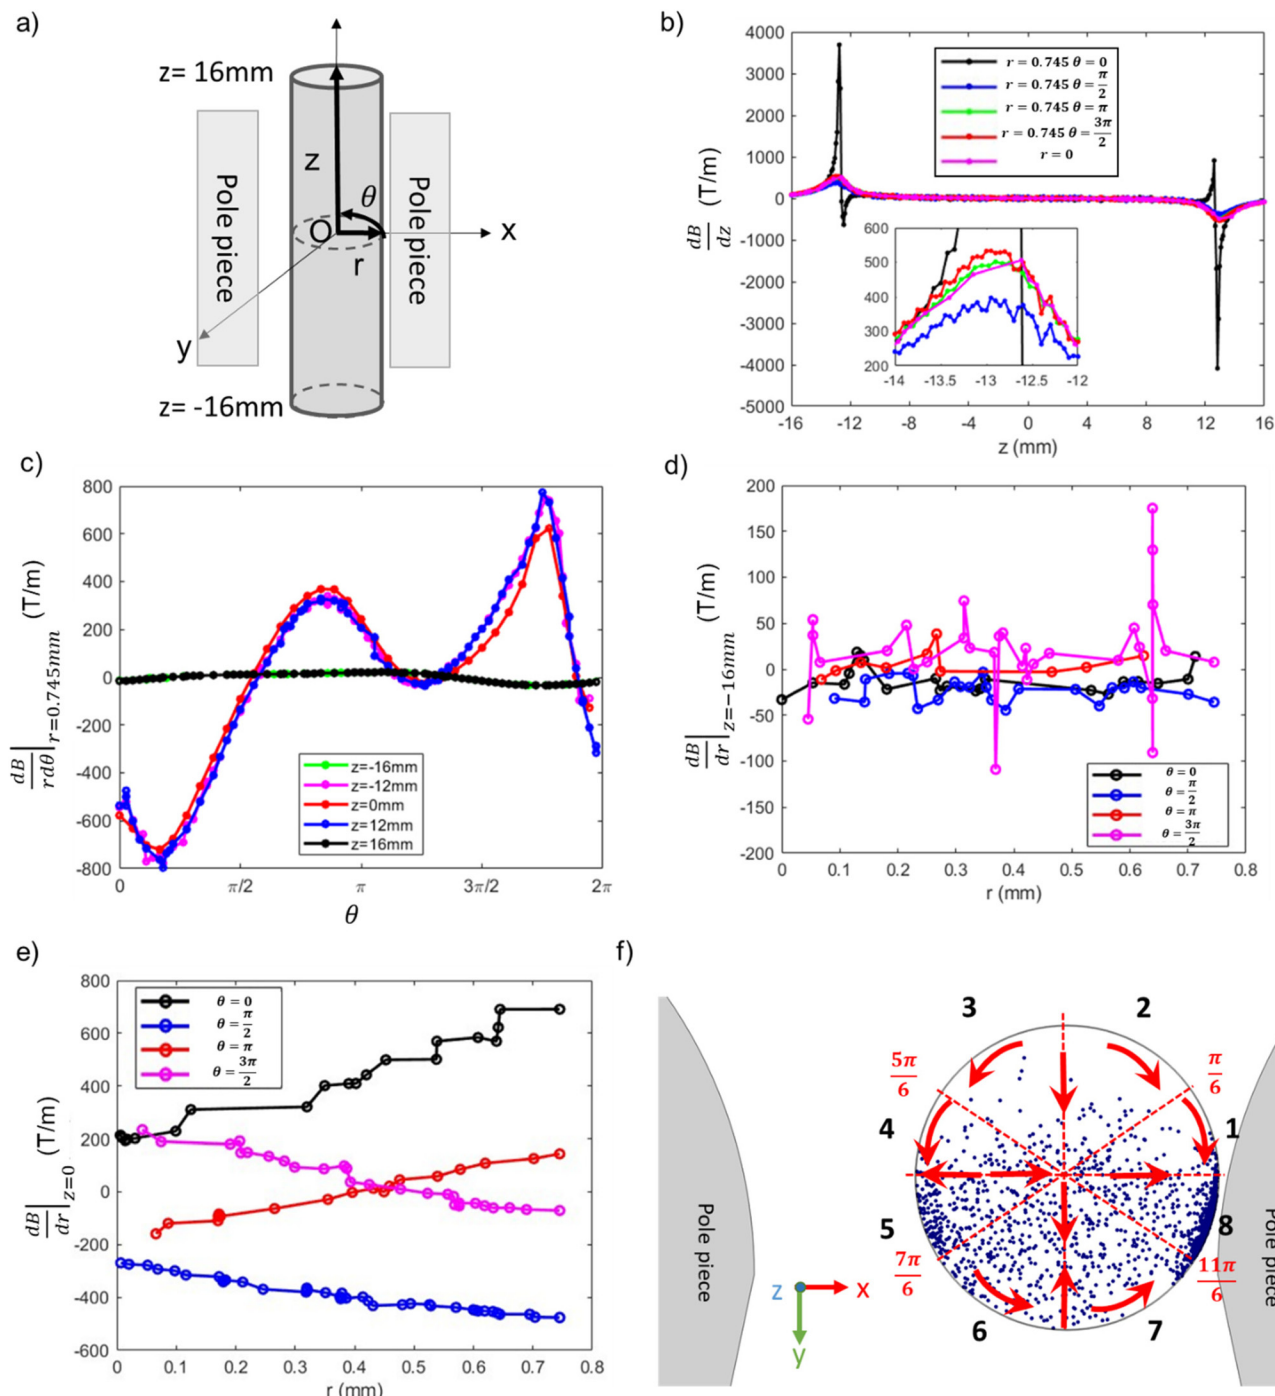 a)
z= 16mm
Pole piece
z
θ
O
r
x
Pole piece
y
z= -16mm
b)
dB/dz (T/m)
4000
3000
2000
1000
0
-1000
-2000
-3000
-4000
-5000
r = 0.745 θ = 0
r = 0.745 θ = π/2
r = 0.745 θ = π
r = 0.745 θ = 3π/2
r = 0
600
500
400
300
200
-14 -13.5 -13 -12.5 -12
-16 -12 -8 -4 0 4 8 12 16
z (mm)
c)
dB/rdθ|r=0.745mm (T/m)
800
600
400
200
0
-200
-400
-600
-800
z=-16mm
z=-12mm
z=0mm
z=12mm
z=16mm
0 π/2 π 3π/2 2π
θ
d)
dB/dr|z=-16mm (T/m)
200
150
100
50
0
-50
-100
-150
-200
θ = 0
θ = π/2
θ = π
θ = 3π/2
0 0.1 0.2 0.3 0.4 0.5 0.6 0.7 0.8
r (mm)
e)
dB/dr|z=0 (T/m)
800
600
400
200
0
-200
-400
-600
θ = 0
θ = π/2
θ = π
θ = 3π/2
0 0.1 0.2 0.3 0.4 0.5 0.6 0.7 0.8
r (mm)
f)
3 2
5π/6 π/6
4 1
5 8
7π/6 11π/6
6 7
Pole piece
Pole piece
z x
y